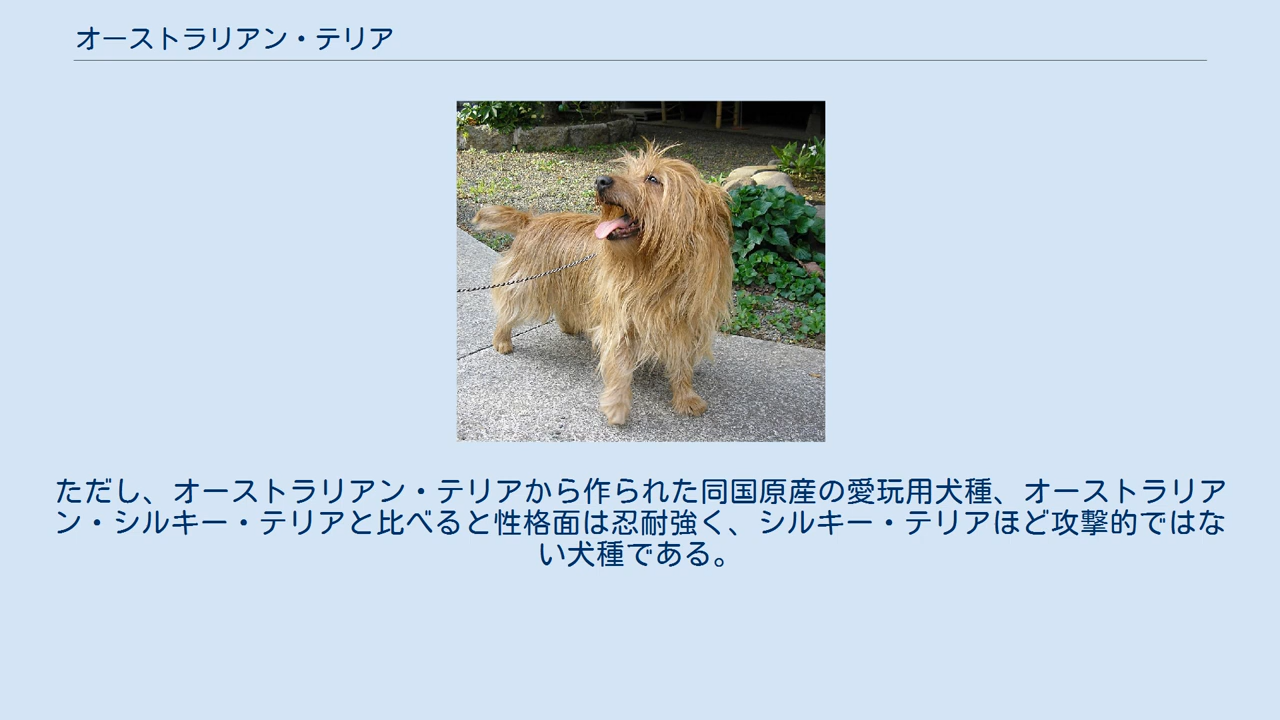 オーストラリアン・テリア
ただし、オーストラリアン・テリアから作られた同国原産の愛玩用犬種、オーストラリア
ン・シルキー・テリアと比べると性格面は忍耐強く、シルキー・テリアほど攻撃的ではな
い犬種である。